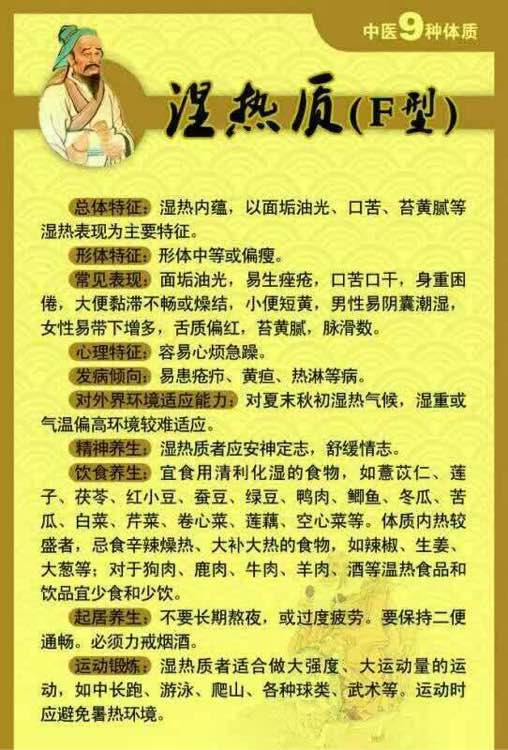 中医9种体质
湿热质(F型)
总体特征：湿热内蕴，以面垢油光、口苦、苔黄腻等
湿热表现为主要特征。
形体特征：形体中等或偏瘦。
常见表现：面垢油光，易生痤疮，口苦口干，身重困
倦，大便黏滞不畅或燥结，小便短黄，男性易阴囊潮湿，
女性易带下增多，舌质偏红，苔黄腻，脉滑数。
心理特征：容易心烦急躁。
发病倾向：易患疮疖、黄疸、热淋等病。
对外界环境适应能力：对夏末秋初湿热气候，湿重或
气温偏高环境较难适应。
精神养生：湿热质者应安神定志，舒缓情志。
饮食养生：宜食用清利化湿的食物，如薏苡仁、莲
子、茯苓、红小豆、蚕豆、绿豆、鸭肉、鲫鱼、冬瓜、苦
瓜、白菜、芹菜、卷心菜、莲藕、空心菜等。体质内热较
盛者，忌食辛辣燥热、大补大热的食物，如辣椒、生姜、
大葱等；对于狗肉、鹿肉、牛肉、羊肉、酒等温热食品和
饮品宜少食和少饮。
起居养生：不要长期熬夜，或过度疲劳。要保持二便
通畅。必须力戒烟酒。
运动锻炼：湿热质者适合做大强度、大运动量的运
动，如中长跑、游泳、爬山、各种球类、武术等。运动时
应避免暑热环境。